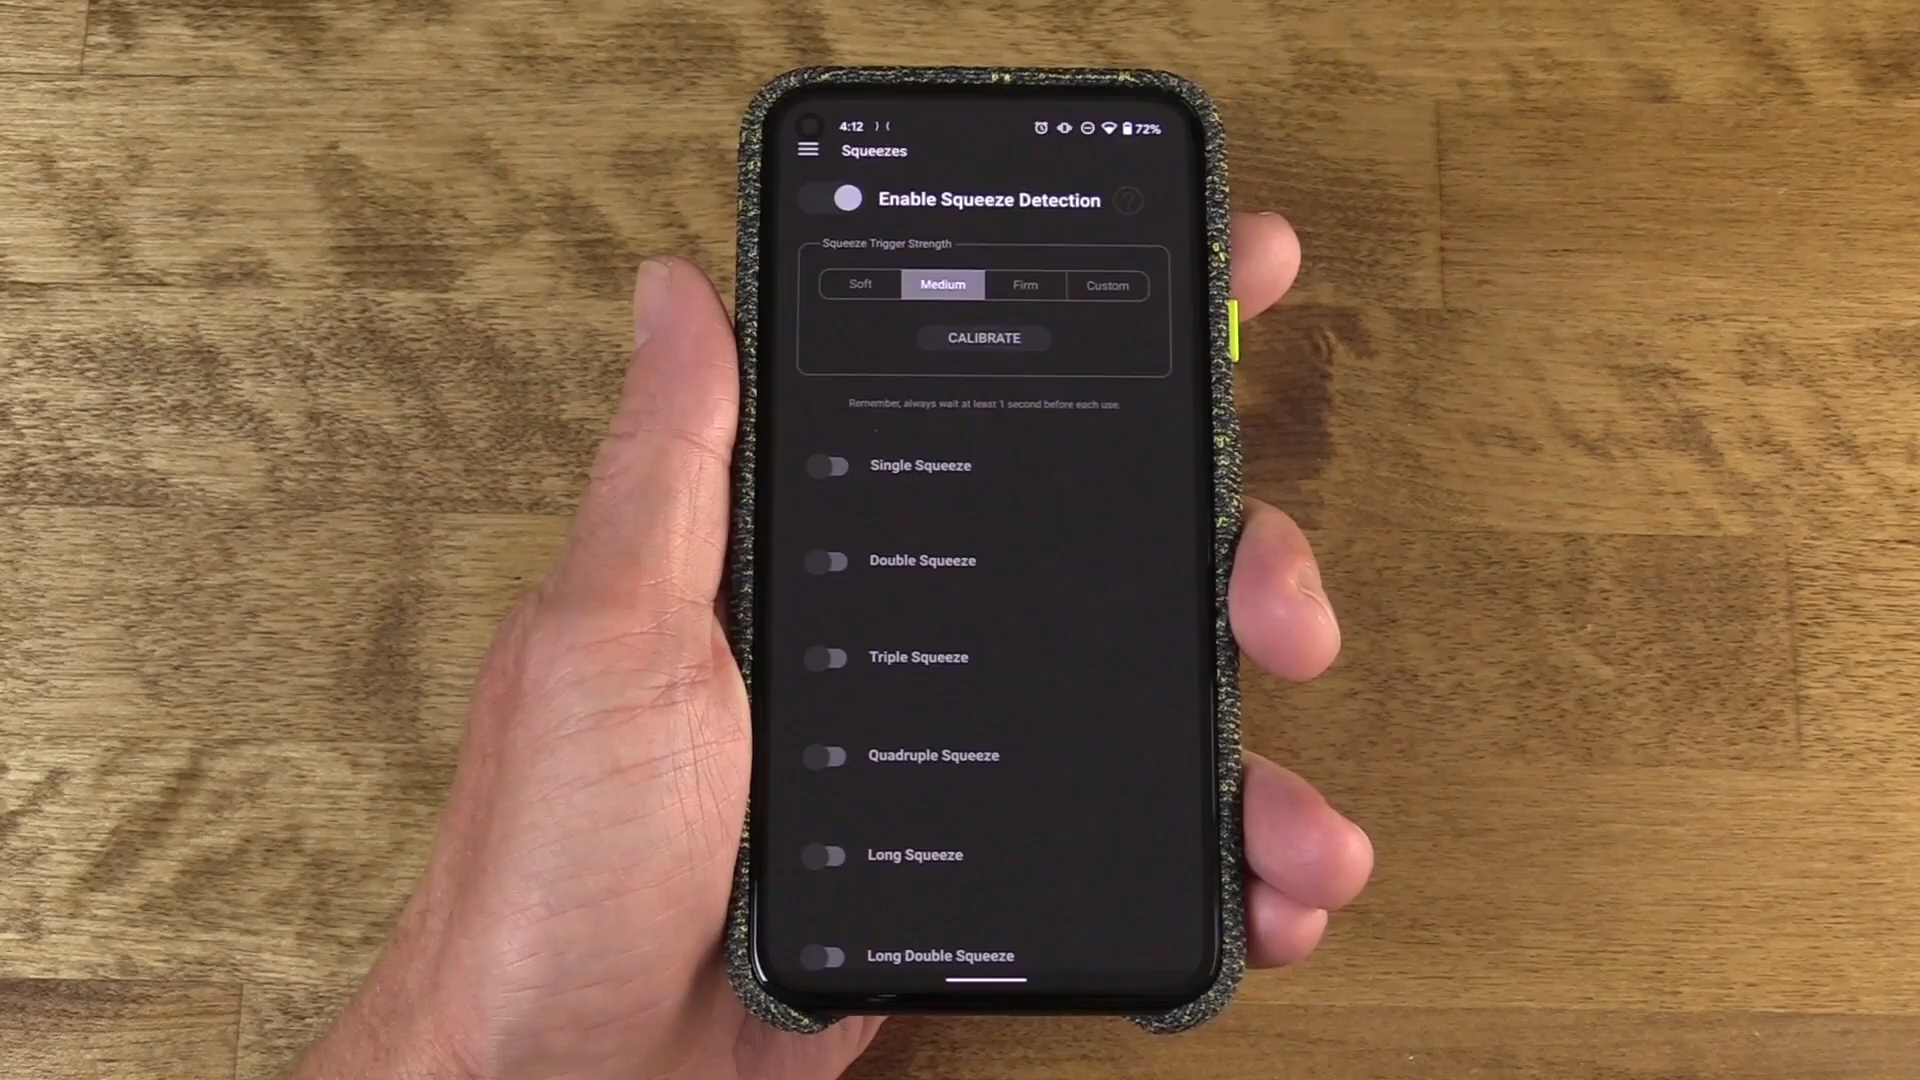 4:12
72%
Squeezes
Enable Squeeze Detection ?
Squeeze Trigger Strength
Soft Medium Firm Custom
CALIBRATE
Remember, always wait at least 1 second before each use.
Single Squeeze
Double Squeeze
Triple Squeeze
Quadruple Squeeze
Long Squeeze
Long Double Squeeze